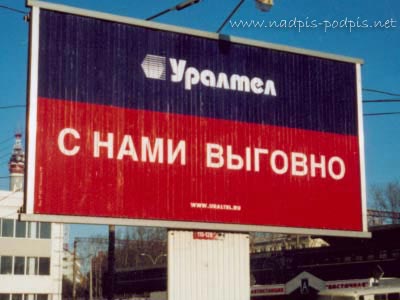 www.nadpis-podpis.net
Уралтел
С НАМИ ВЫГОВНО
WWW.URALTEL.RU